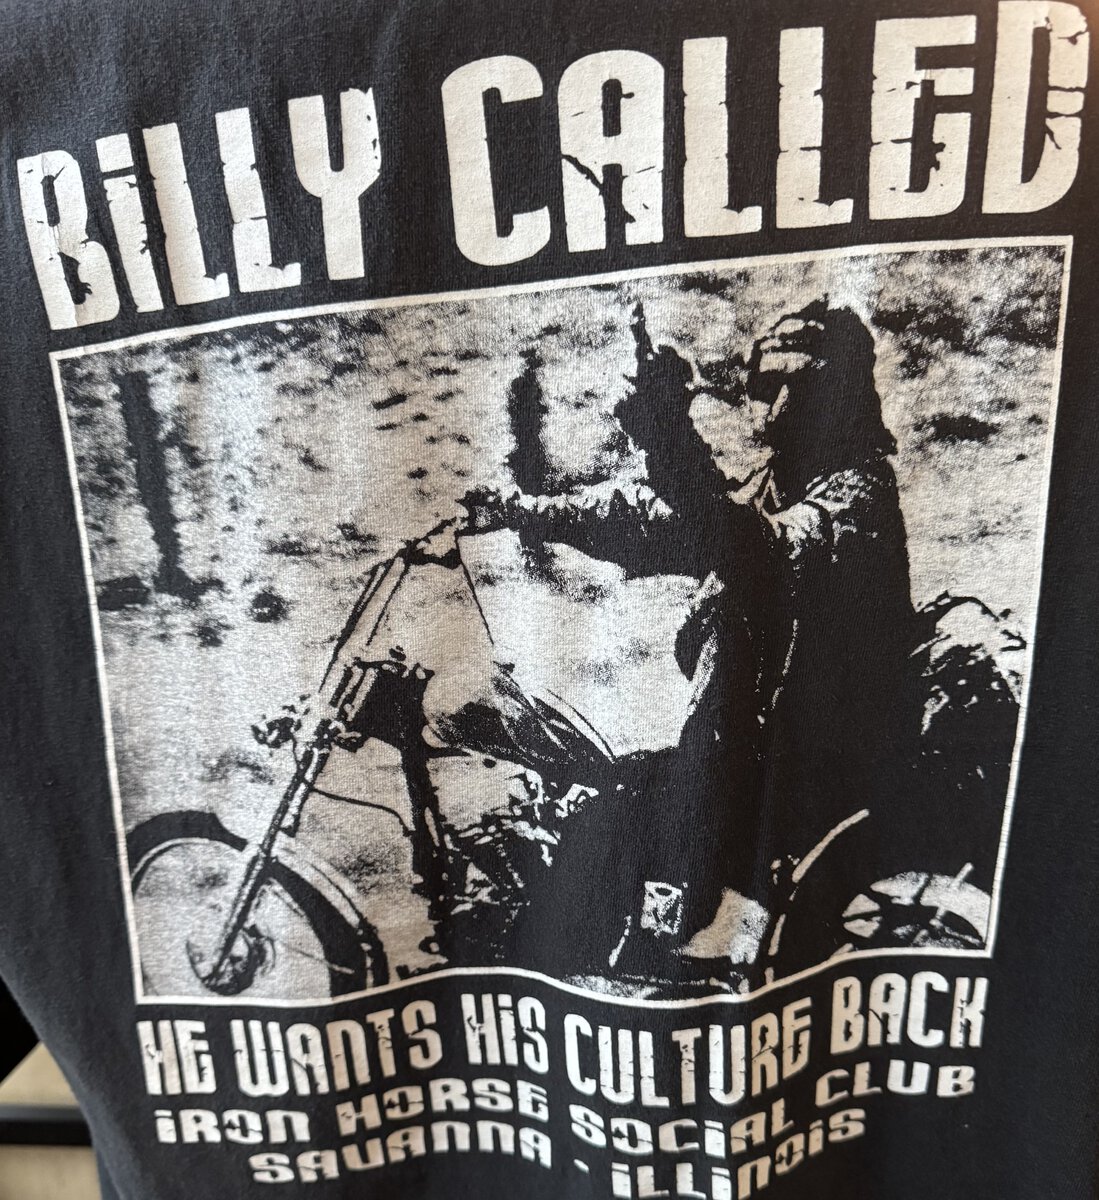 BiLLY CALLED
HE WANTS HiS CULTURE BACK
iRON HORSE SOCiAL CLUB
SAVANNA - iLLiNOiS